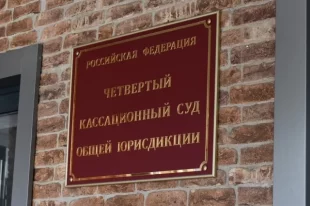 РОССИЙСКАЯ ФЕДЕРАЦИЯ
ЧЕТВЕРТЫЙ
КАССАЦИОННЫЙ СУД
ОБЩЕЙ ЮРИСДИКЦИИ